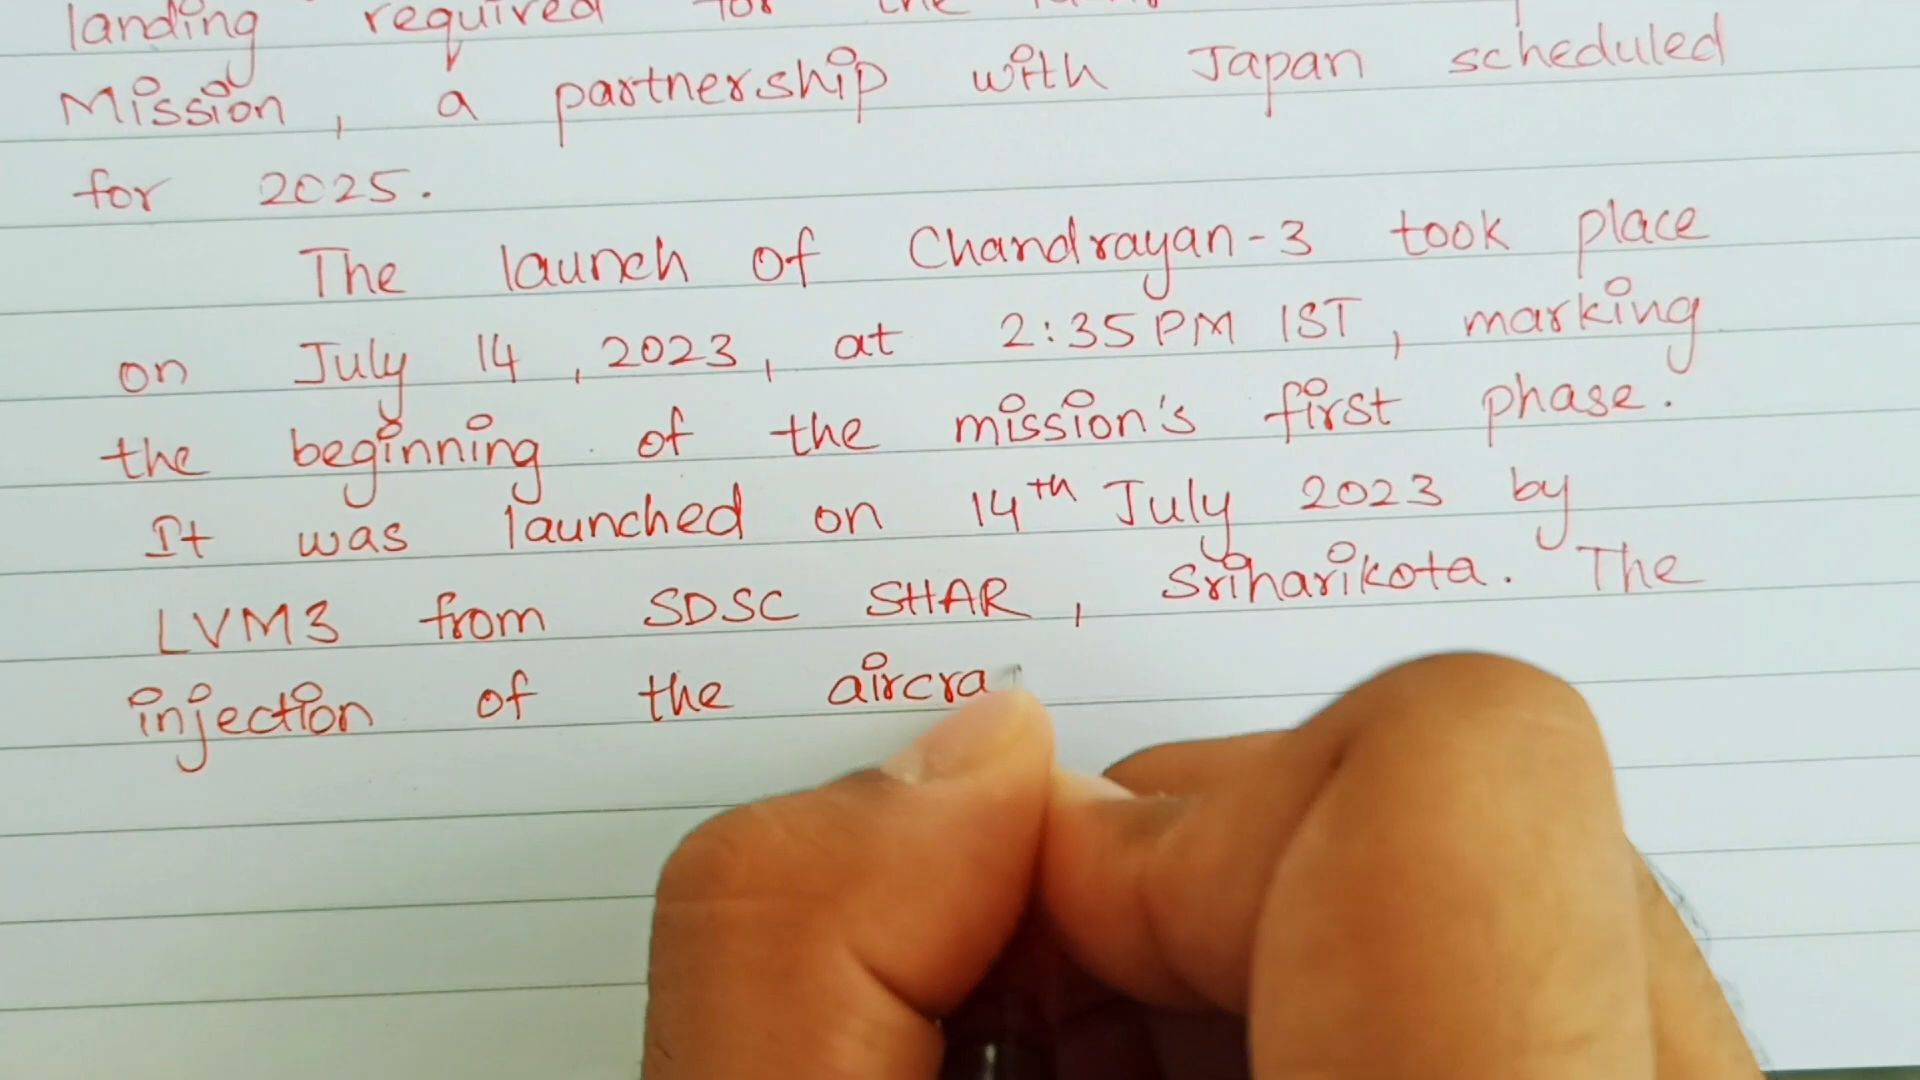 landing required for the
Mission, a partnership with Japan scheduled
for 2025.
The launch of Chandrayan-3 took place
on July 14, 2023, at 2:35PM IST, marking
the beginning of the mission's first phase.
It was launched on 14th July 2023 by
LVM3 from SDSC SHAR, Sriharikota. The
injection of the aircra